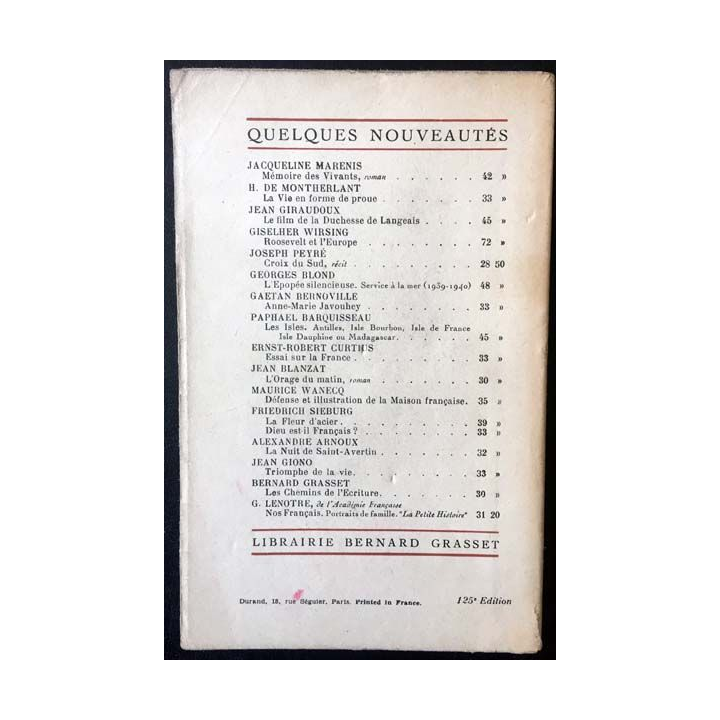 QUELQUES NOUVEAUTÉS
JACQUELINE MARENIS
Mémoire des Vivants, roman . . . . . . 42 »
H. DE MONTHERLANT
La Vie en forme de proue . . . . . . . 33 »
JEAN GIRAUDOUX
Le film de la Duchesse de Langeais . . . . 45 »
GISELHER WIRSING
Roosevelt et l'Europe . . . . . . . . 72 »
JOSEPH PEYRÉ
Croix du Sud, récit . . . . . . . . . 28 50
GEORGES BLOND
L'Epopée silencieuse. Service à la mer (1939-1940) 48 »
GAETAN BERNOVILLE
Anne-Marie Javouhey . . . . . . . . 33 »
PAPHAEL BARQUISSEAU
Les Isles. Antilles, Isle Bourbon, Isle de France
Isle Dauphine ou Madagascar. . . . . . . 45 »
ERNST-ROBERT CURTIUS
Essai sur la France . . . . . . . . . 33 »
JEAN BLANZAT
L'Orage du matin, roman . . . . . . . 30 »
MAURICE WANECQ
Défense et illustration de la Maison française. 35 »
FRIEDRICH SIEBURG
La Fleur d'acier . . . . . . . . . . 39 »
Dieu est-il Français ? . . . . . . . . 33 »
ALEXANDRE ARNOUX
La Nuit de Saint-Avertin . . . . . . . 32 »
JEAN GIONO
Triomphe de la vie. . . . . . . . . 33 »
BERNARD GRASSET
Les Chemins de l'Ecriture. . . . . . . 30 »
G. LENOTRE, de l'Académie Française
Nos Français. Portraits de famille. "La Petite Histoire" 31 20
LIBRAIRIE BERNARD GRASSET
Durand, 18, rue Séguier, Paris. Printed in France. 125e Edition